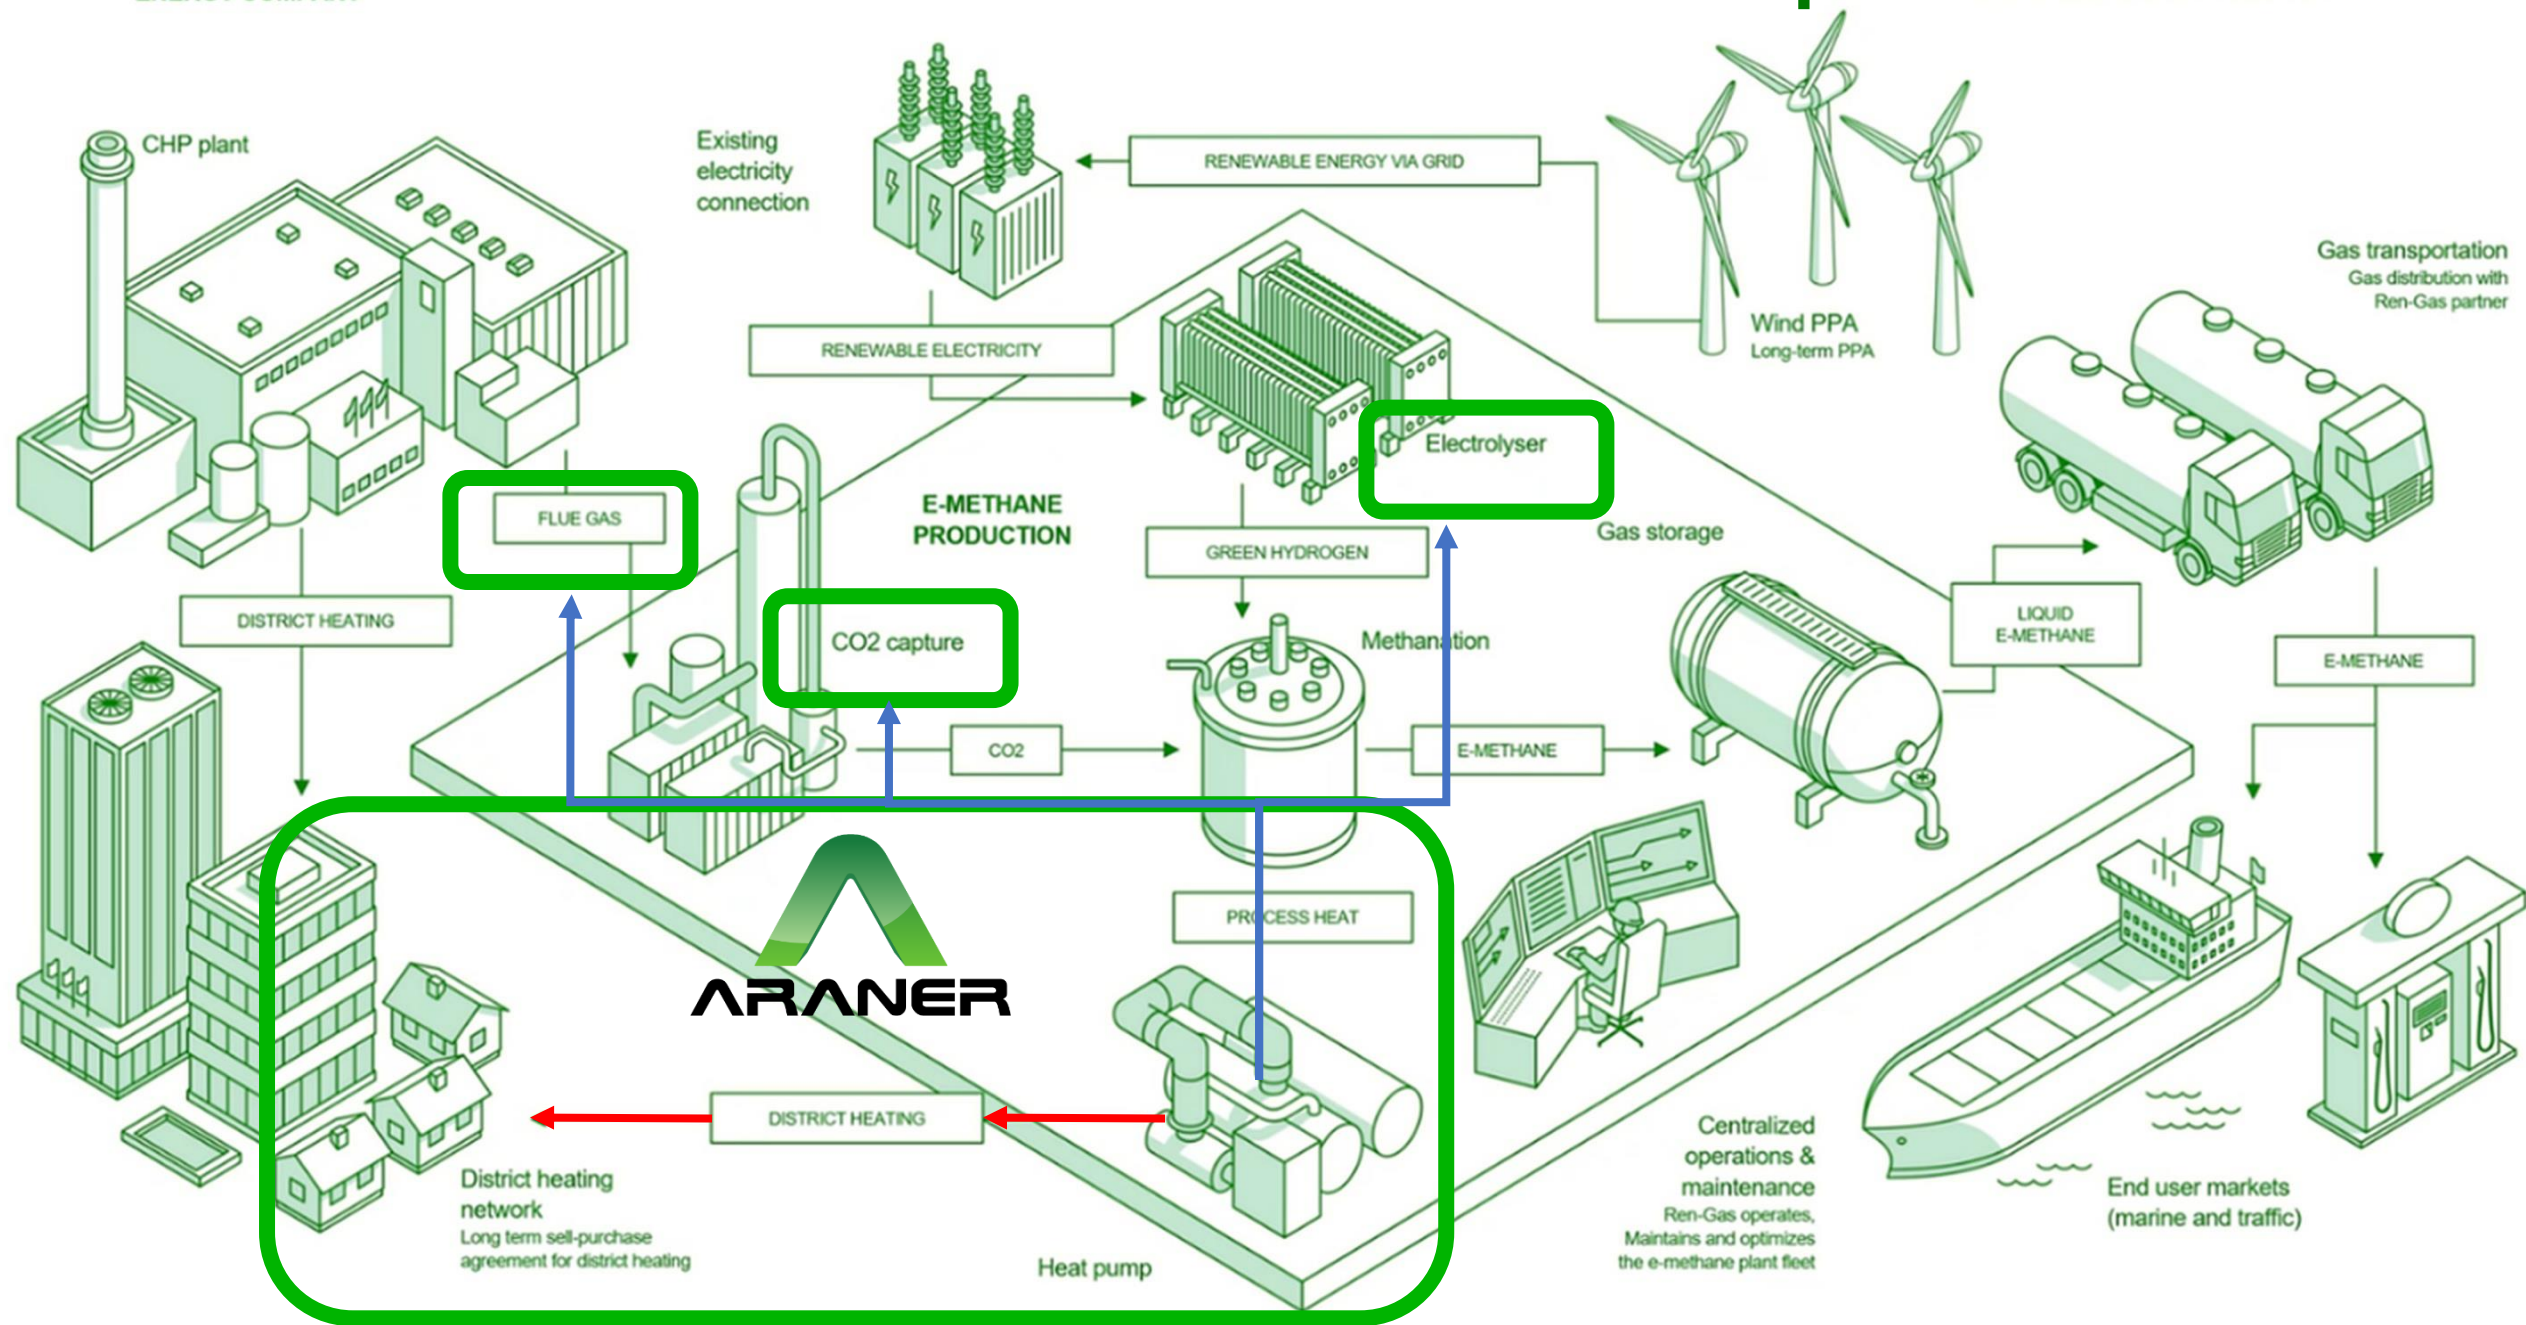 CHP plant
Existing
electricity
connection
RENEWABLE ENERGY VIA GRID
Wind PPA
Long-term PPA
Gas transportation
Gas distribution with
Ren-Gas partner
RENEWABLE ELECTRICITY
Electrolyser
FLUE GAS
E-METHANE
PRODUCTION
GREEN HYDROGEN
Gas storage
DISTRICT HEATING
CO2 capture
Methanation
LIQUID
E-METHANE
E-METHANE
CO2
E-METHANE
PROCESS HEAT
ARANER
DISTRICT HEATING
District heating
network
Long term sell-purchase
agreement for district heating
Heat pump
Centralized
operations &
maintenance
Ren-Gas operates,
Maintains and optimizes
the e-methane plant fleet
End user markets
(marine and traffic)